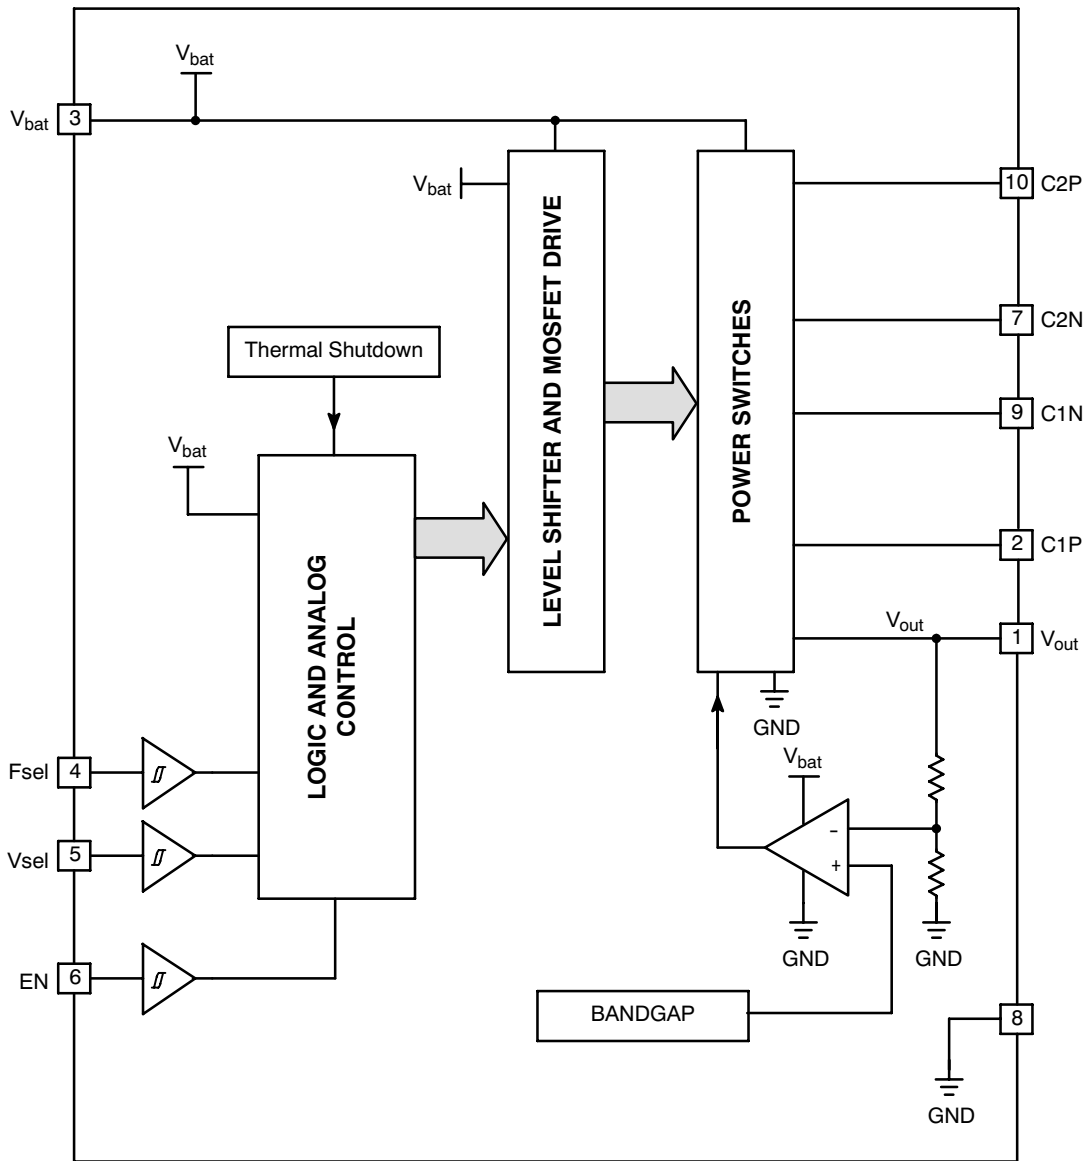 Vbat
Vbat 3
Vbat
10 C2P
LEVEL SHIFTER AND MOSFET DRIVE
POWER SWITCHES
7 C2N
Thermal Shutdown
9 C1N
Vbat
2 C1P
LOGIC AND ANALOG
CONTROL
Vout
1 Vout
GND
Vbat
Fsel 4
-
Vsel 5
+
GND
GND
EN 6
BANDGAP
8
GND